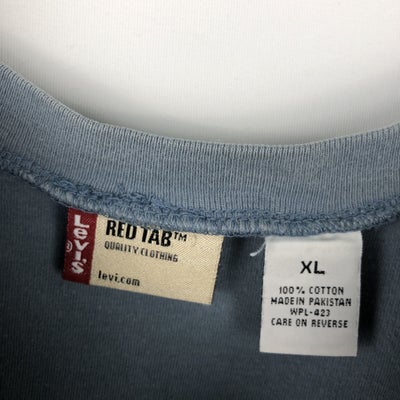 Levi's®
RED TAB™
QUALITY CLOTHING
levi.com
XL
100% COTTON
MADE IN PAKISTAN
WPL-423
CARE ON REVERSE